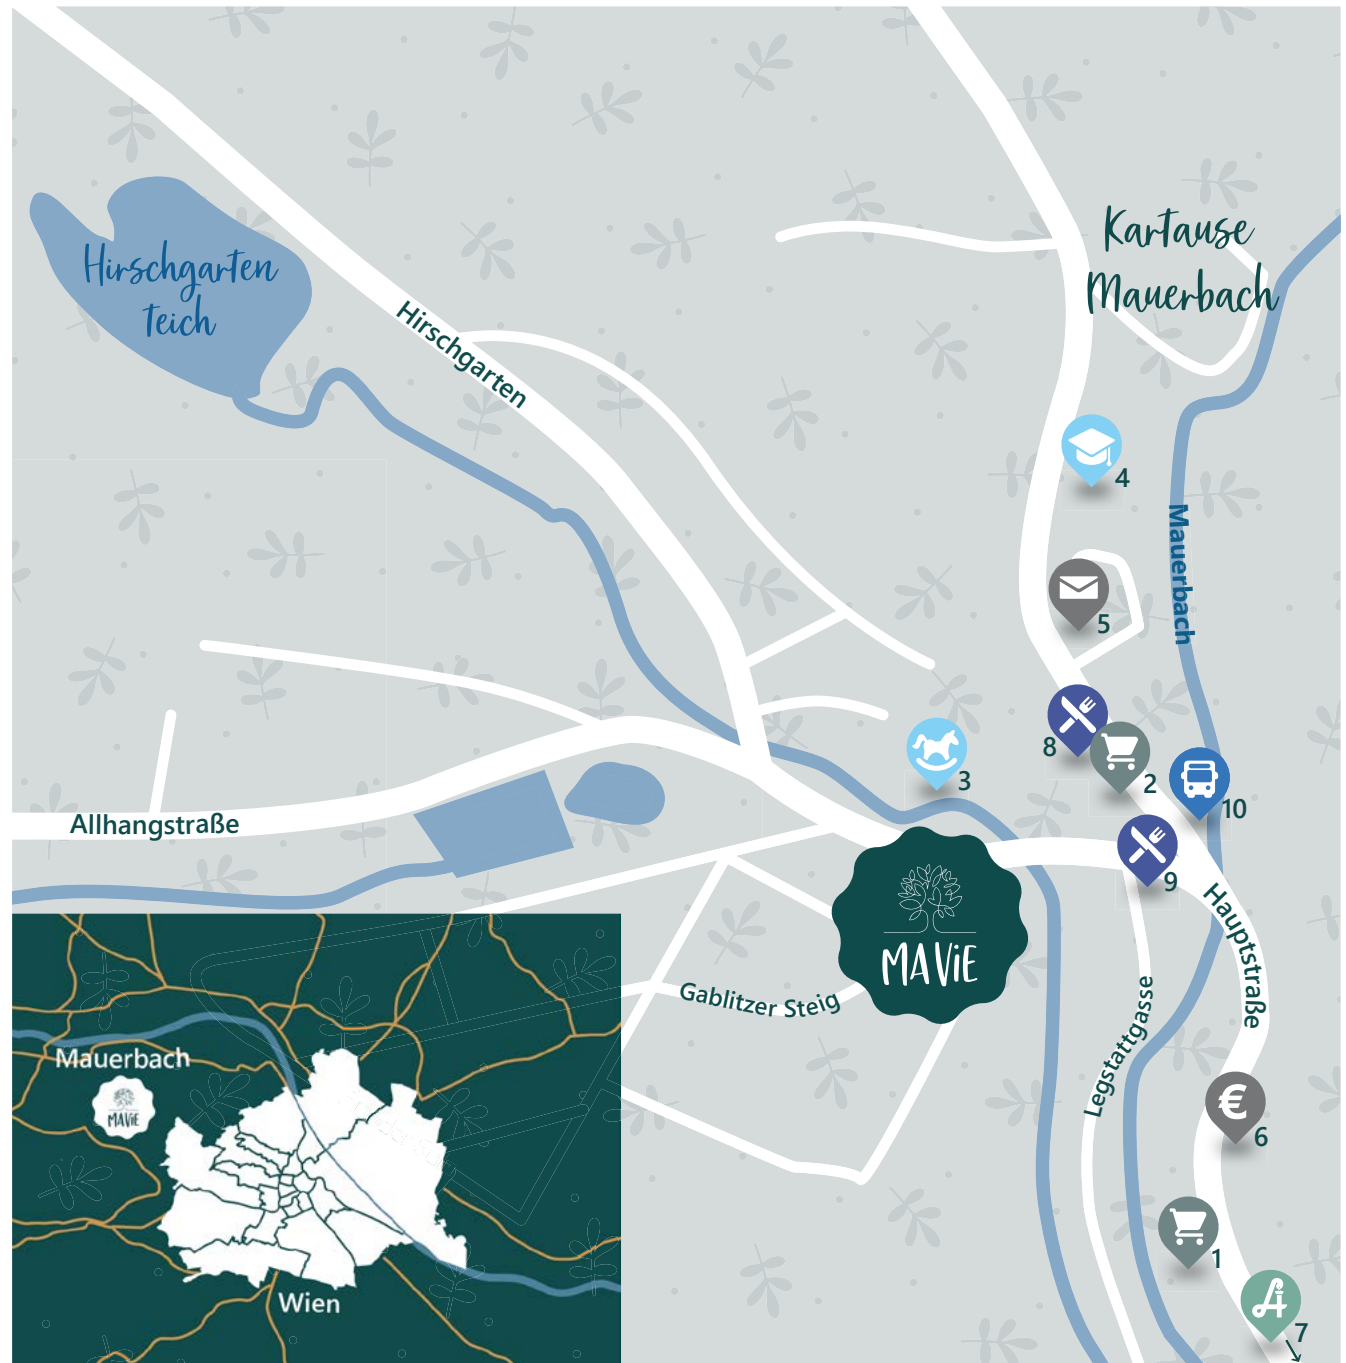 Kartause
Mauerbach
Hirschgarten
teich
Hirschgarten
4
Mauerbach
5
8
2
3
10
Allhangstraße
9
Hauptstraße
MAViE
Gablitzer Steig
Legstattgasse
Mauerbach
MAViE
€
6
1
Wien
A
7